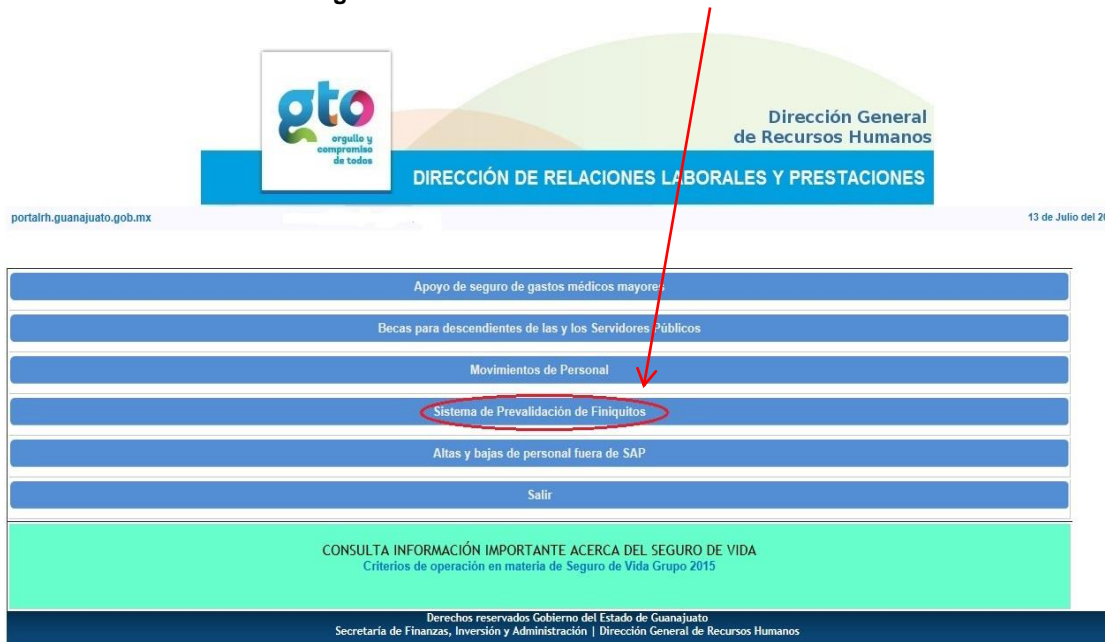 gto
orgullo y
compromiso
de todos
Dirección General
de Recursos Humanos
DIRECCIÓN DE RELACIONES LABORALES Y PRESTACIONES
portalrh.guanajuato.gob.mx
13 de Julio del 20
Apoyo de seguro de gastos médicos mayores
Becas para descendientes de las y los Servidores Públicos
Movimientos de Personal
Sistema de Prevalidación de Finiquitos
Altas y bajas de personal fuera de SAP
Salir
CONSULTA INFORMACIÓN IMPORTANTE ACERCA DEL SEGURO DE VIDA
Criterios de operación en materia de Seguro de Vida Grupo 2015
Derechos reservados Gobierno del Estado de Guanajuato
Secretaría de Finanzas, Inversión y Administración | Dirección General de Recursos Humanos